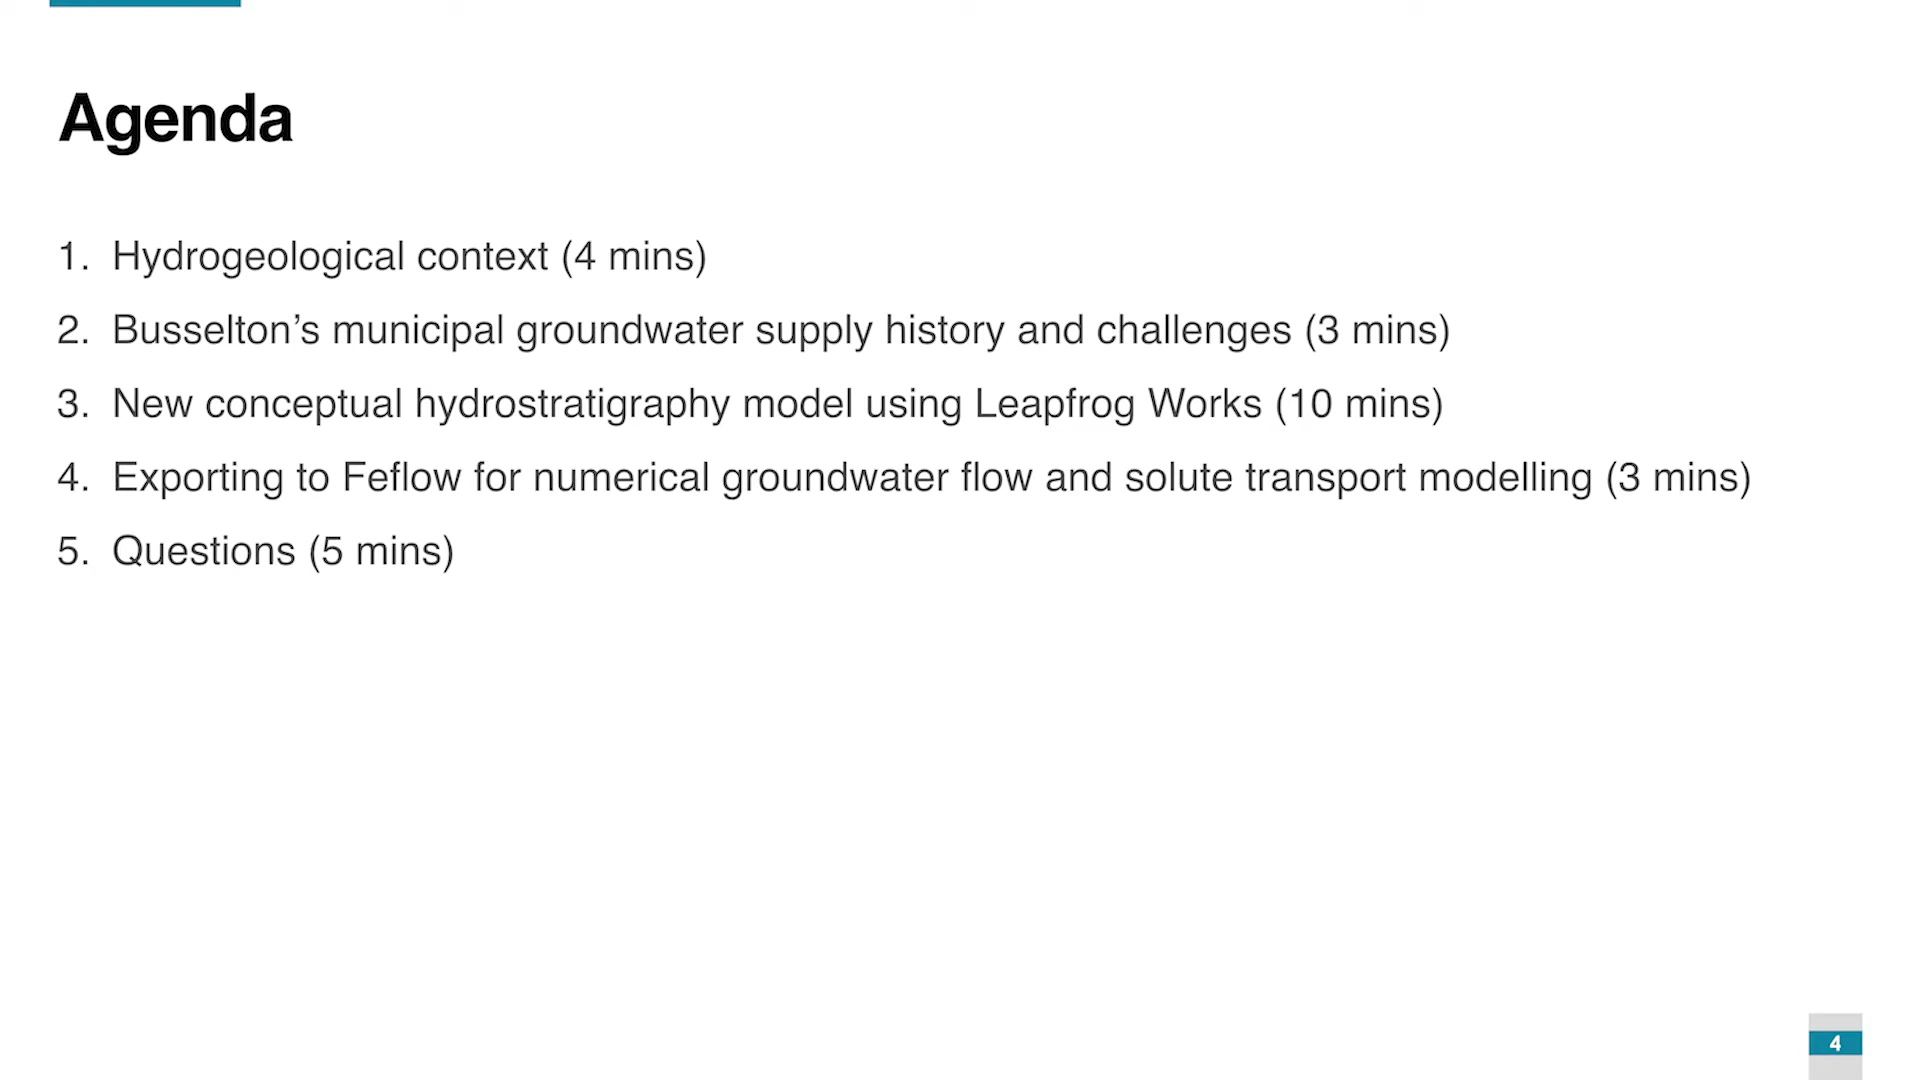 Agenda
1. Hydrogeological context (4 mins)
2. Busselton’s municipal groundwater supply history and challenges (3 mins)
3. New conceptual hydrostratigraphy model using Leapfrog Works (10 mins)
4. Exporting to Feflow for numerical groundwater flow and solute transport modelling (3 mins)
5. Questions (5 mins)
4